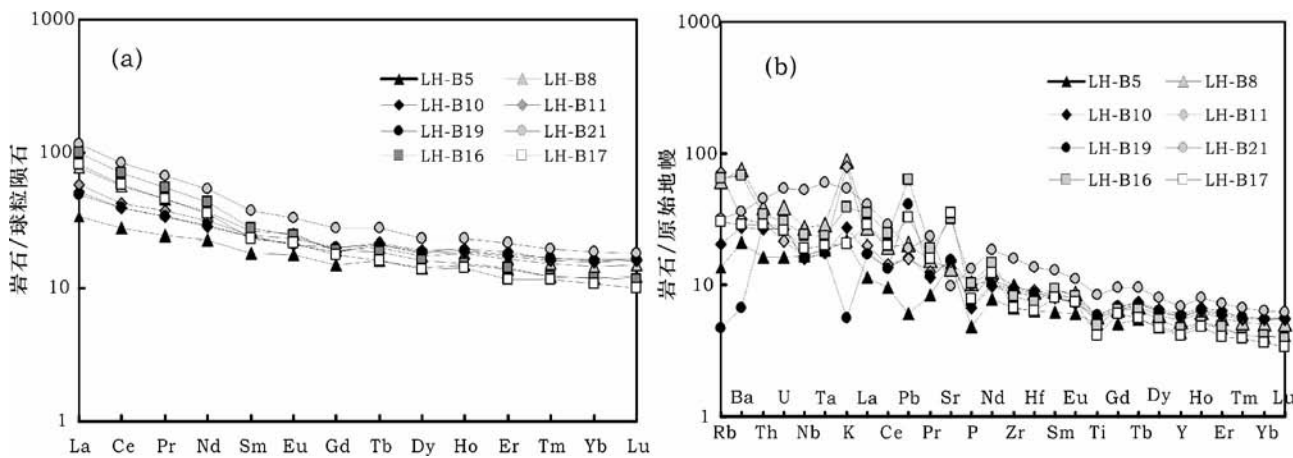 1000
(a)
LH-B5 LH-B8
LH-B10 LH-B11
LH-B19 LH-B21
LH-B16 LH-B17
100
10
1
岩石/球粒陨石
La Ce Pr Nd Sm Eu Gd Tb Dy Ho Er Tm Yb Lu
1000
(b)
LH-B5 LH-B8
LH-B10 LH-B11
LH-B19 LH-B21
LH-B16 LH-B17
100
10
1
岩石/原始地幔
Ba U Ta La Pb Sr Nd Hf Eu Gd Dy Ho Tm Lu
Rb Th Nb K Ce Pr P Zr Sm Ti Tb Y Er Yb